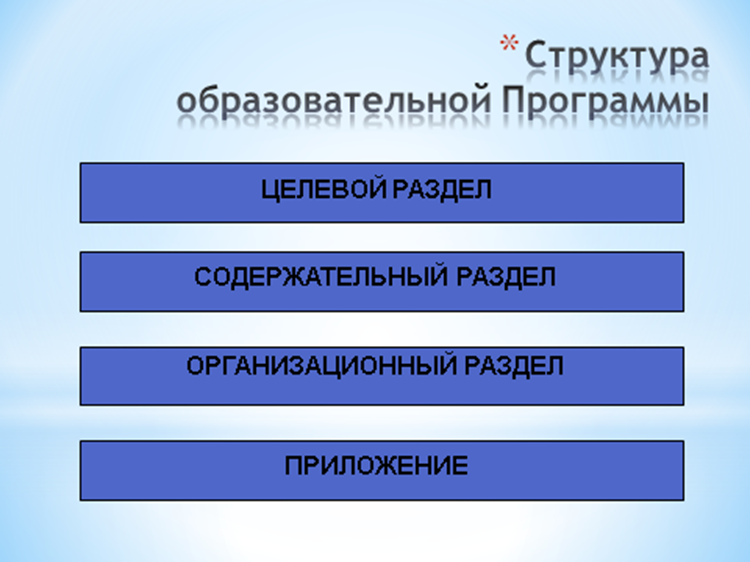 * Структура
образовательной Программы
ЦЕЛЕВОЙ РАЗДЕЛ
СОДЕРЖАТЕЛЬНЫЙ РАЗДЕЛ
ОРГАНИЗАЦИОННЫЙ РАЗДЕЛ
ПРИЛОЖЕНИЕ